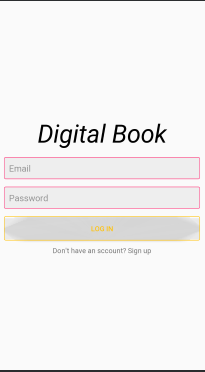 Digital Book
Email
Password
LOG IN
Don't have an sccount? Sign up